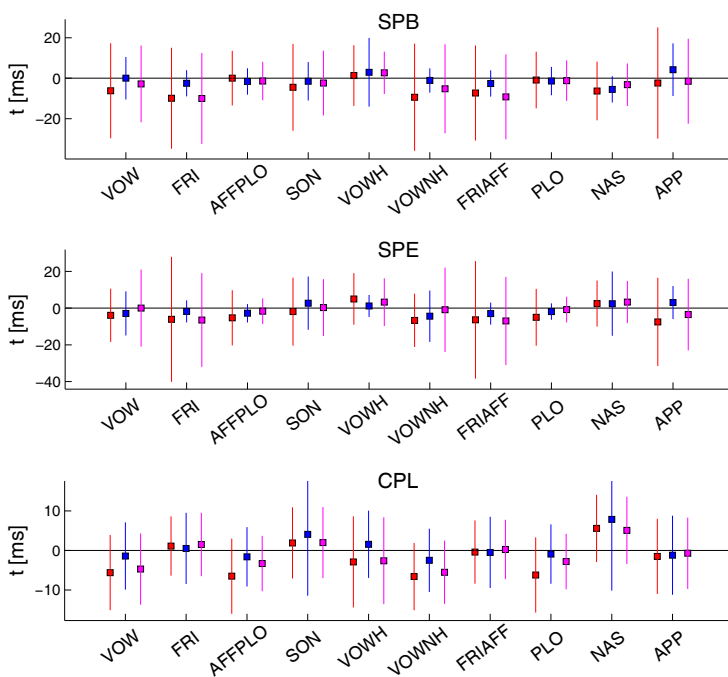 SPB
t [ms]
20
0
−20
VOW FRI AFFPLO SON VOWH VOWNH FRIAFF PLO NAS APP
SPE
t [ms]
20
0
−20
−40
VOW FRI AFFPLO SON VOWH VOWNH FRIAFF PLO NAS APP
CPL
t [ms]
10
0
−10
VOW FRI AFFPLO SON VOWH VOWNH FRIAFF PLO NAS APP